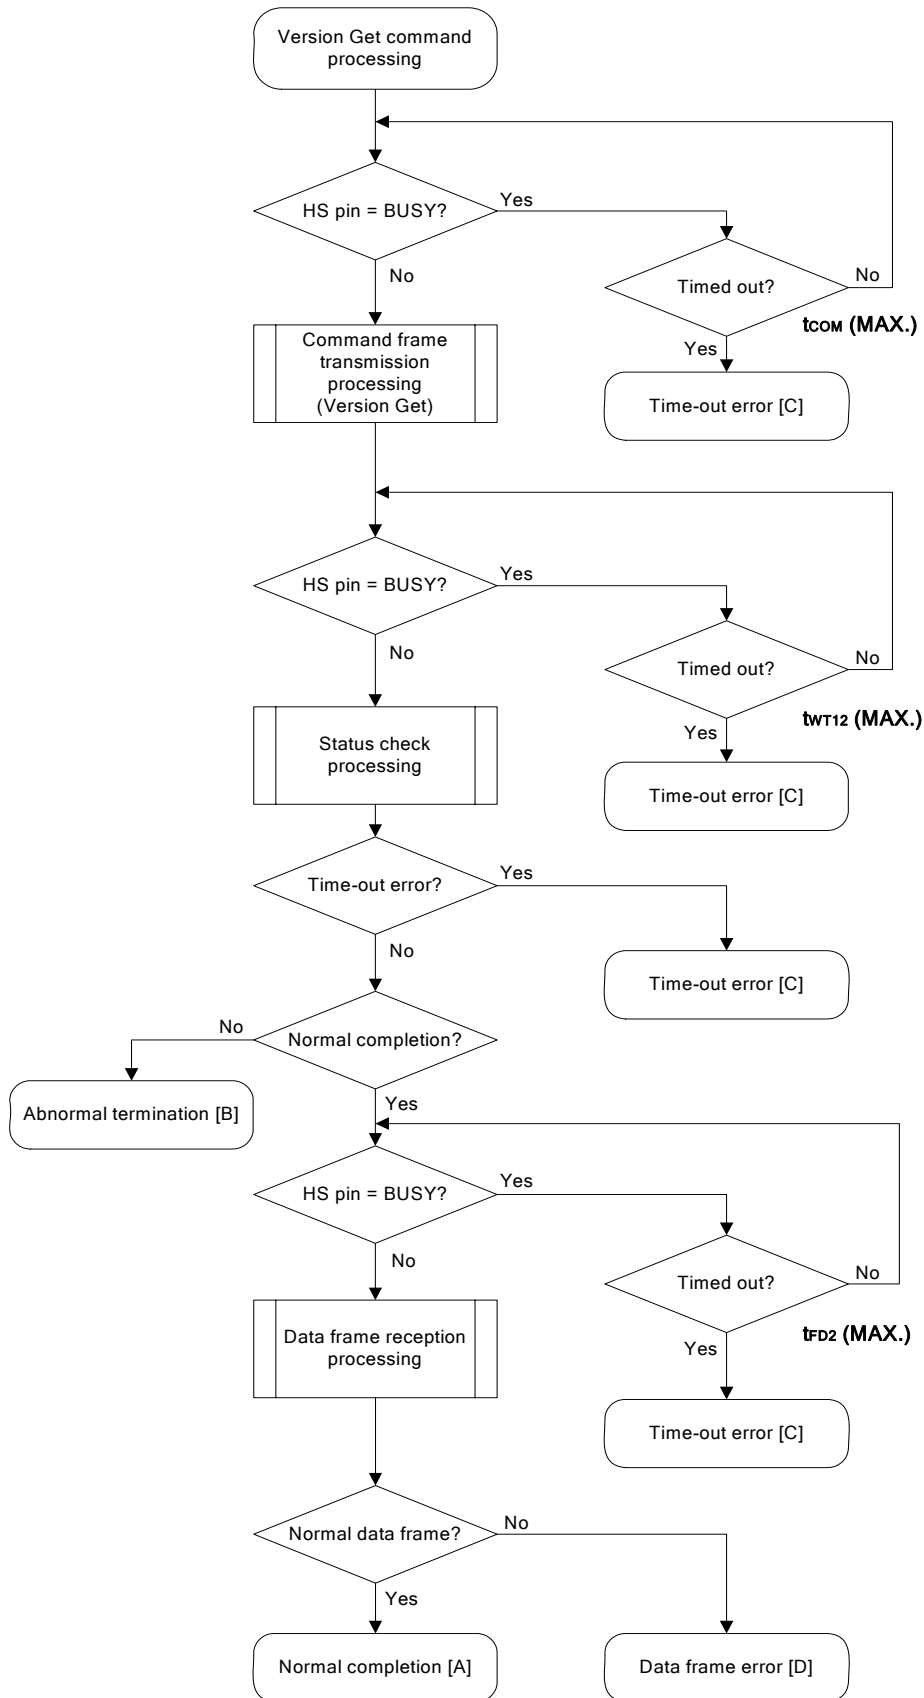 Version Get command
processing
HS pin = BUSY?
Yes
No
Timed out?
No
tCOM (MAX.)
Yes
Command frame
transmission
processing
(Version Get)
Time-out error [C]
HS pin = BUSY?
Yes
No
Timed out?
No
tWT12 (MAX.)
Yes
Status check
processing
Time-out error [C]
Time-out error?
Yes
No
Time-out error [C]
Normal completion?
No
Abnormal termination [B]
Yes
HS pin = BUSY?
Yes
No
Timed out?
No
tFD2 (MAX.)
Yes
Data frame reception
processing
Time-out error [C]
Normal data frame?
No
Yes
Normal completion [A]
Data frame error [D]